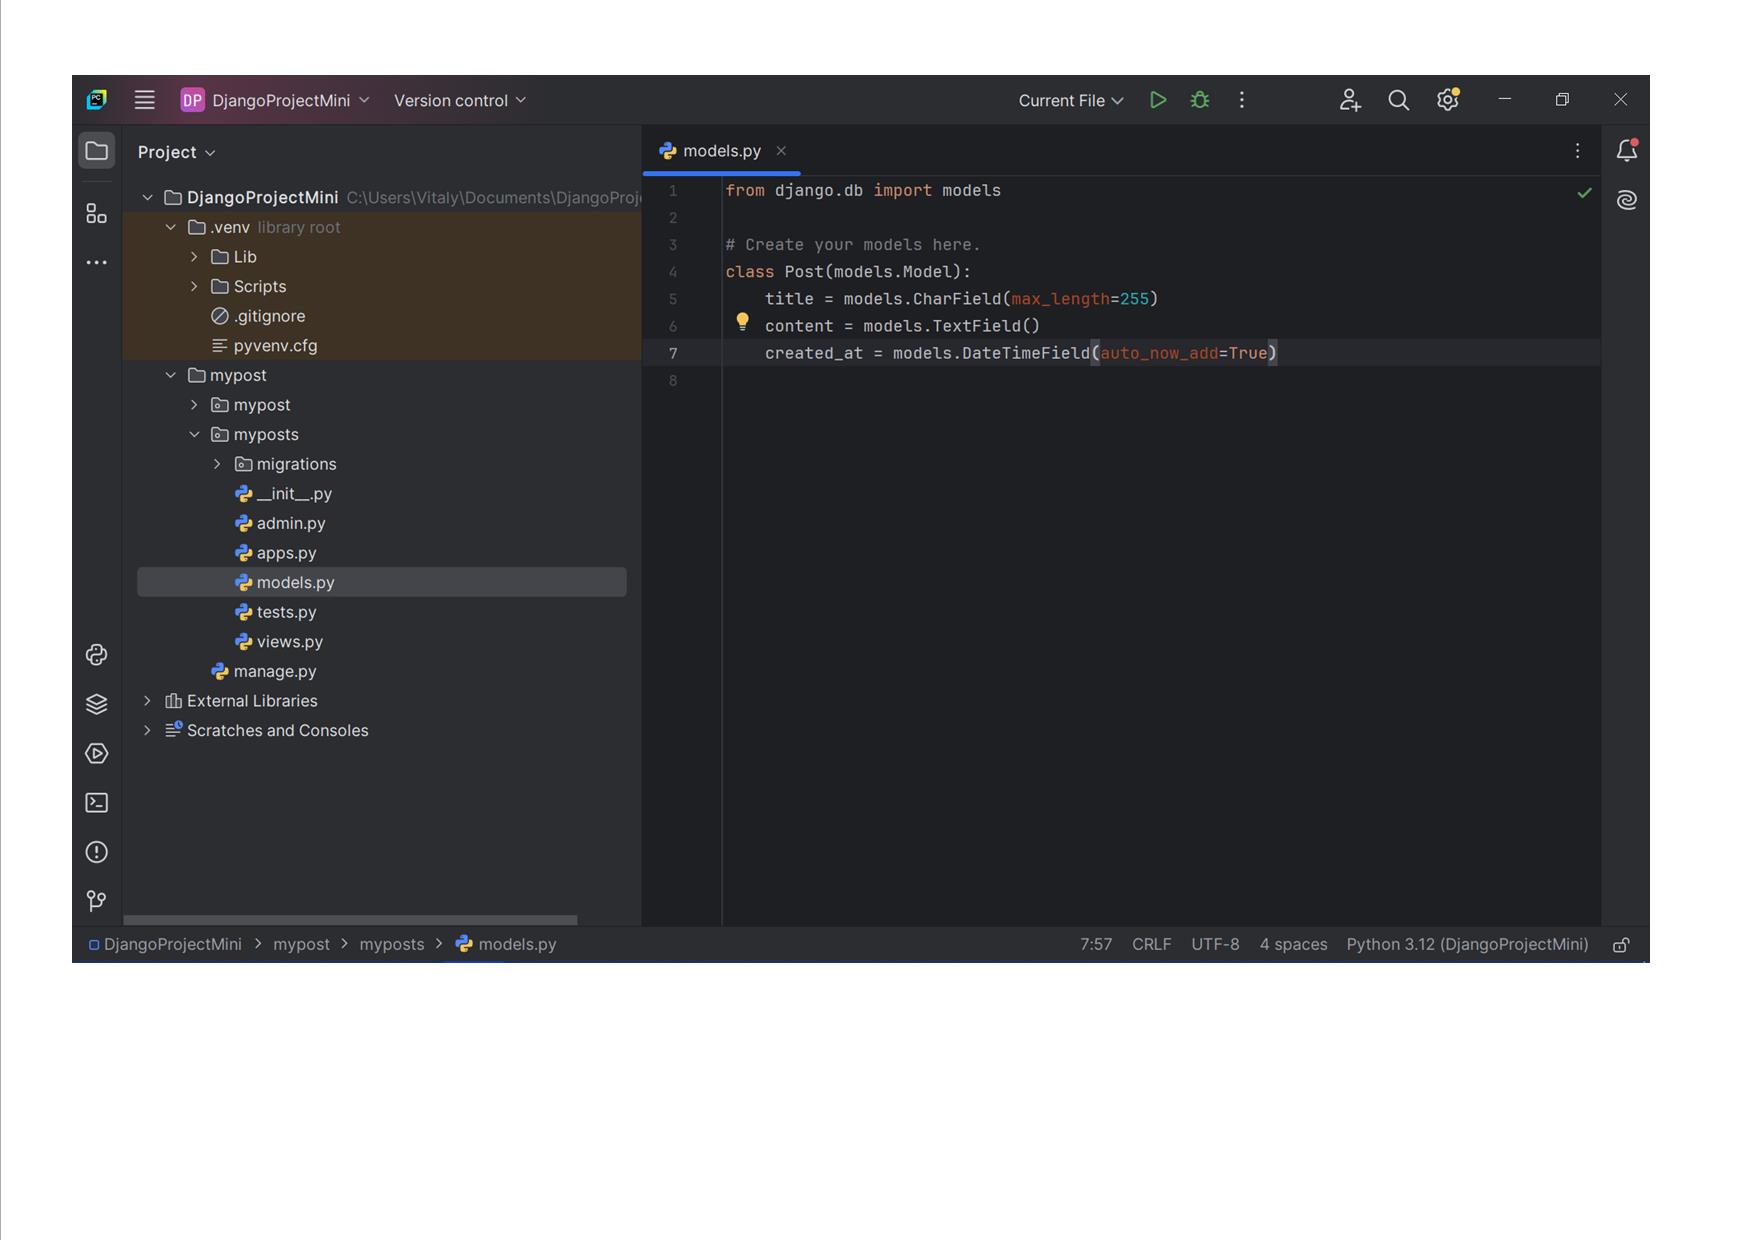 DP DjangoProjectMini Version control Current File
Project
DjangoProjectMini C:\Users\Vitaly\Documents\DjangoProj
.venv library root
Lib
Scripts
.gitignore
pyvenv.cfg
mypost
mypost
myposts
migrations
__init__.py
admin.py
apps.py
models.py
tests.py
views.py
manage.py
External Libraries
Scratches and Consoles
models.py
1 from django.db import models
2
3 # Create your models here.
4 class Post(models.Model):
5 title = models.CharField(max_length=255)
6 content = models.TextField()
7 created_at = models.DateTimeField(auto_now_add=True)
8
DjangoProjectMini > mypost > myposts > models.py 7:57 CRLF UTF-8 4 spaces Python 3.12 (DjangoProjectMini)